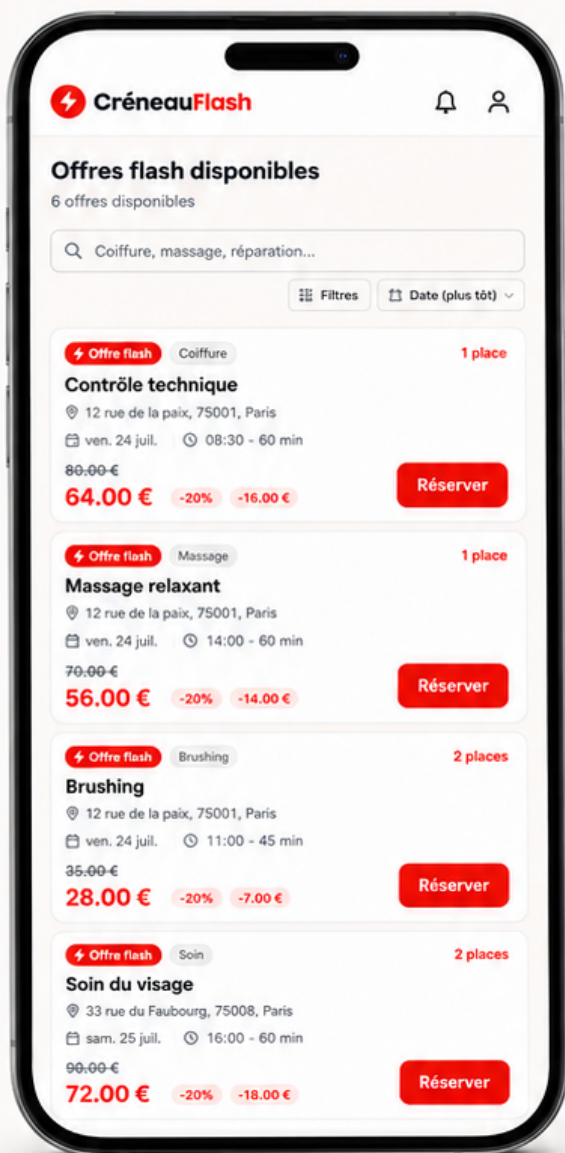 CréneauFlash
Offres flash disponibles
6 offres disponibles
Coiffure, massage, réparation...
Filtres
Date (plus tôt)
Offre flash Coiffure 1 place
Contrôle technique
12 rue de la paix, 75001, Paris
ven. 24 juil. 08:30 - 60 min
80.00 €
64.00 € -20% -16.00 € Réserver
Offre flash Massage 1 place
Massage relaxant
12 rue de la paix, 75001, Paris
ven. 24 juil. 14:00 - 60 min
70.00 €
56.00 € -20% -14.00 € Réserver
Offre flash Brushing 2 places
Brushing
12 rue de la paix, 75001, Paris
ven. 24 juil. 11:00 - 45 min
35.00 €
28.00 € -20% -7.00 € Réserver
Offre flash Soin 2 places
Soin du visage
33 rue du Faubourg, 75008, Paris
sam. 25 juil. 16:00 - 60 min
90.00 €
72.00 € -20% -18.00 € Réserver